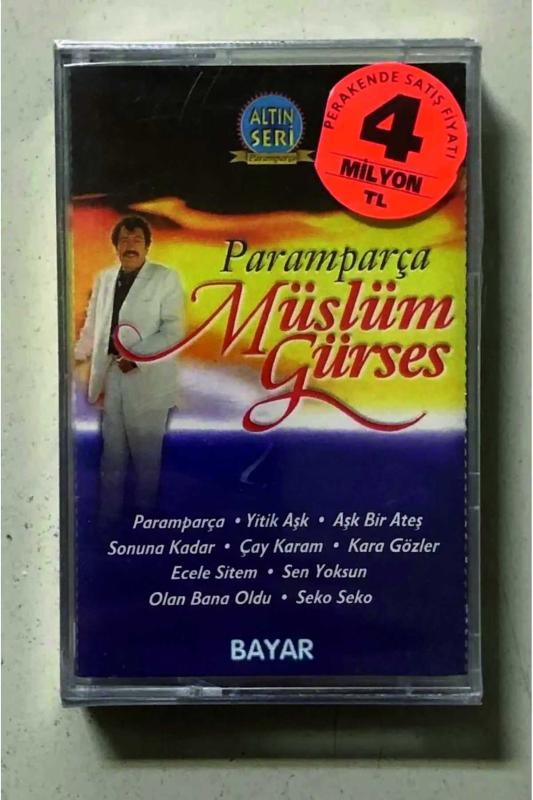 ALTIN
SERİ
Paramparça
PERAKENDE SATIŞ FİYATI
4
MİLYON
TL
Paramparça
Müslüm
Gürses
Paramparça • Yitik Aşk • Aşk Bir Ateş
Sonuna Kadar • Çay Karam • Kara Gözler
Ecele Sitem • Sen Yoksun
Olan Bana Oldu • Seko Seko
BAYAR